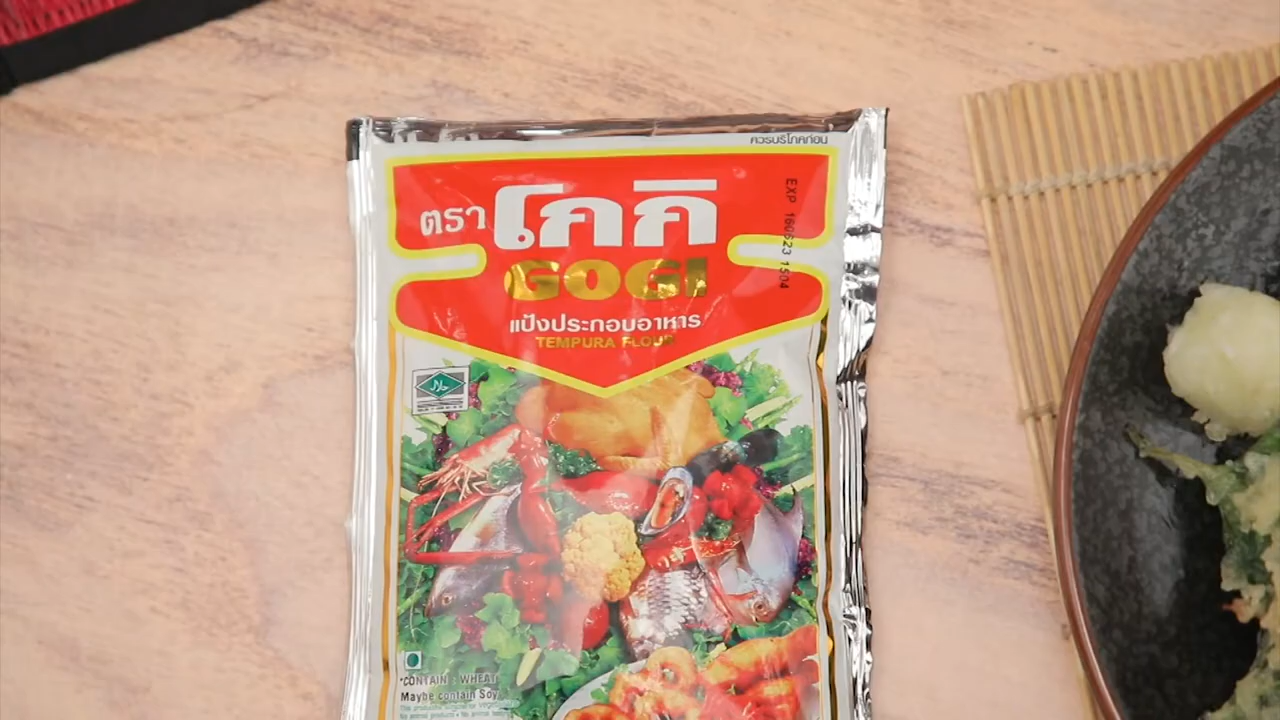 ควรบริโภคก่อน
EXP 160623 1504
ตรา โกกิ
GOGI
แป้งประกอบอาหาร
TEMPURA FLOUR
حلال
*CONTAIN : WHEAT
Maybe contain Soy